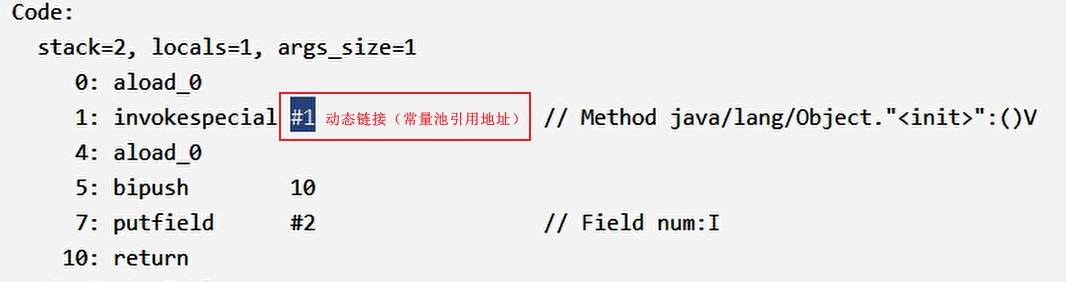 Code:
stack=2, locals=1, args_size=1
0: aload_0
1: invokespecial #1 动态链接（常量池引用地址） // Method java/lang/Object."<init>":()V
4: aload_0
5: bipush 10
7: putfield #2 // Field num:I
10: return